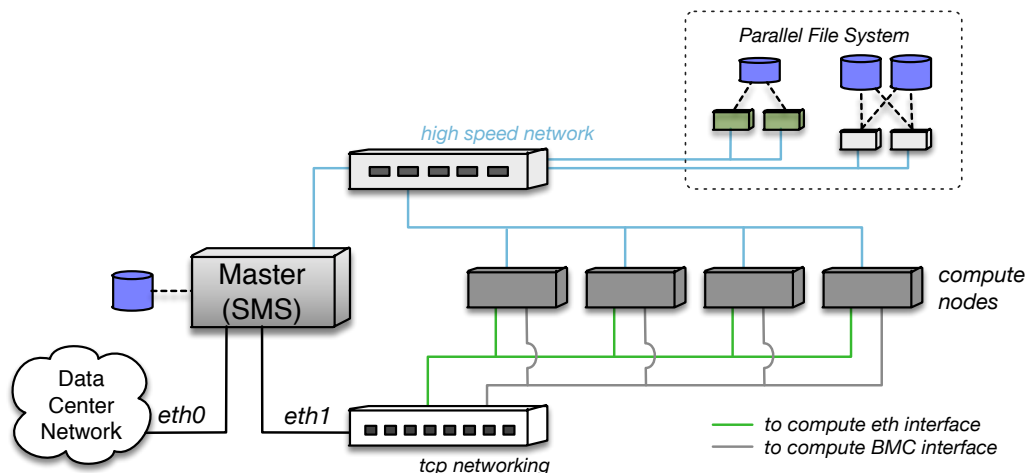 Parallel File System
high speed network
Master
(SMS)
compute
nodes
Data
Center
Network
eth0
eth1
to compute eth interface
to compute BMC interface
tcp networking